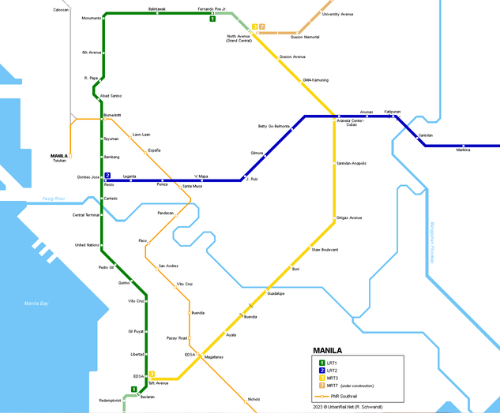 Caloocan
Monumento
Balintawak
Fernando Poe Jr.
1
North Avenue
(Grand Central)
3
7
Quezon Memorial
University Avenue
5th Avenue
Quezon Avenue
R. Papa
GMA-Kamuning
Abad Santos
Blumentritt
Betty Go-Belmonte
Araneta Center-
Cubao
Anonas
Katipunan
Santolan
Marikina
Laon Laan
Tayuman
España
MANILA
Tutuban
Bambang
Gilmore
Santolan-Anapolis
Doroteo Jose
2
Recto
Legarda
Pureza
V. Mapa
J. Ruiz
Santa Mesa
Pasig River
Carriedo
Central Terminal
Pandacan
Ortigas Avenue
United Nations
Paco
Shaw Boulevard
Pedro Gil
San Andres
Boni
Quirino
Vito Cruz
Guadalupe
Manila Bay
Vito Cruz
Buendia
Buendia
Gil Puyat
Pasay Road
Ayala
Libertad
EDSA
Magallanes
EDSA
3
Taft Avenue
1
Baclaran
Redemptorist
Nichols
MANILA
1 LRT1
2 LRT2
3 MRT3
7 MRT7 (under construction)
PNR Southrail
2023 © UrbanRail.Net (R. Schwandl)